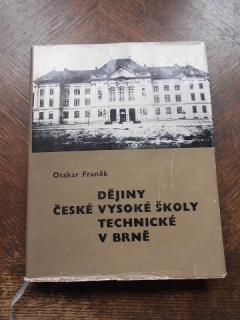 Otakar Franěk
DĚJINY
ČESKÉ VYSOKÉ ŠKOLY
TECHNICKÉ
V BRNĚ